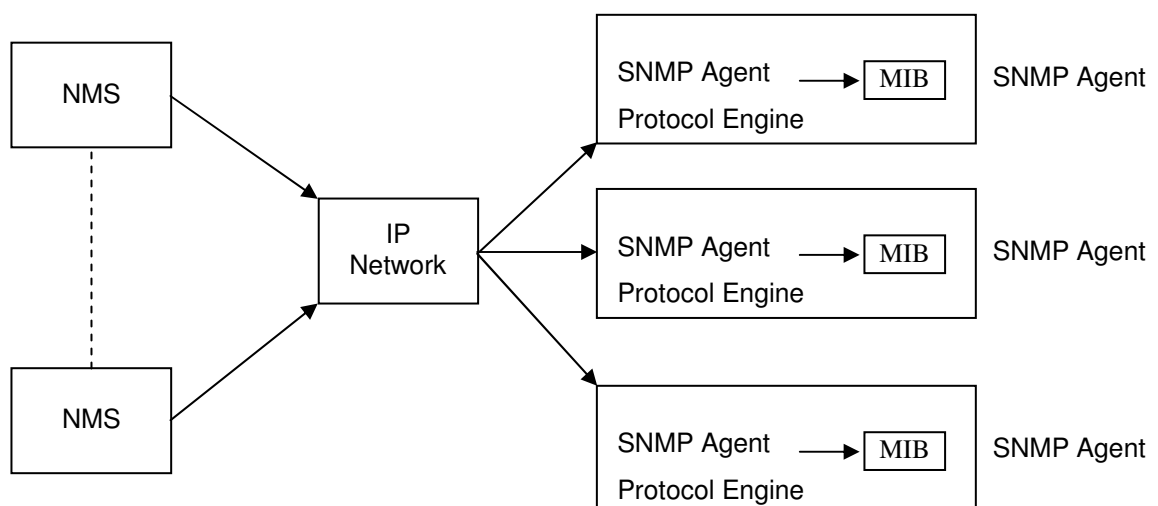 NMS
NMS
IP
Network
SNMP Agent
MIB
Protocol Engine
SNMP Agent
SNMP Agent
MIB
Protocol Engine
SNMP Agent
SNMP Agent
MIB
Protocol Engine
SNMP Agent